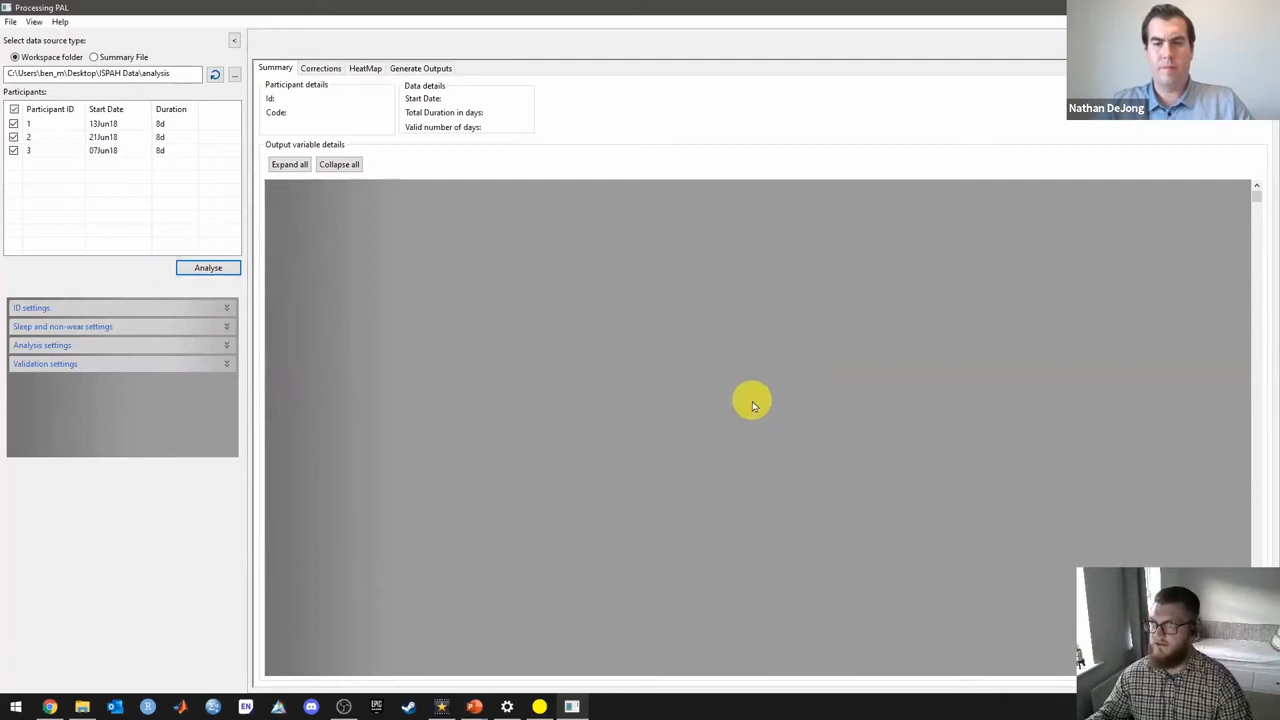 Processing PAL
File View Help
Select data source type:
<
Workspace folder Summary File
C:\Users\ben_m\Desktop\ISPAH Data\analysis
...
Participants:
Participant ID Start Date Duration
1 13Jun18 8d
2 21Jun18 8d
3 07Jun18 8d
Analyse
ID settings
Sleep and non-wear settings
Analysis settings
Validation settings
Summary Corrections HeatMap Generate Outputs
Participant details
Id:
Code:
Data details
Start Date:
Total Duration in days:
Valid number of days:
Output variable details
Expand all Collapse all
Nathan DeJong
EN
EPIC